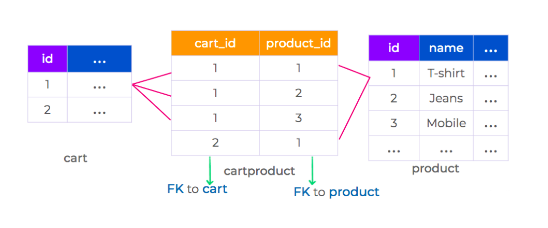 id ...
1 ...
2 ...
cart
cart_id product_id
1 1
1 2
1 3
2 1
cartproduct
FK to cart
FK to product
id name ...
1 T-shirt ...
2 Jeans ...
3 Mobile ...
... ... ...
product